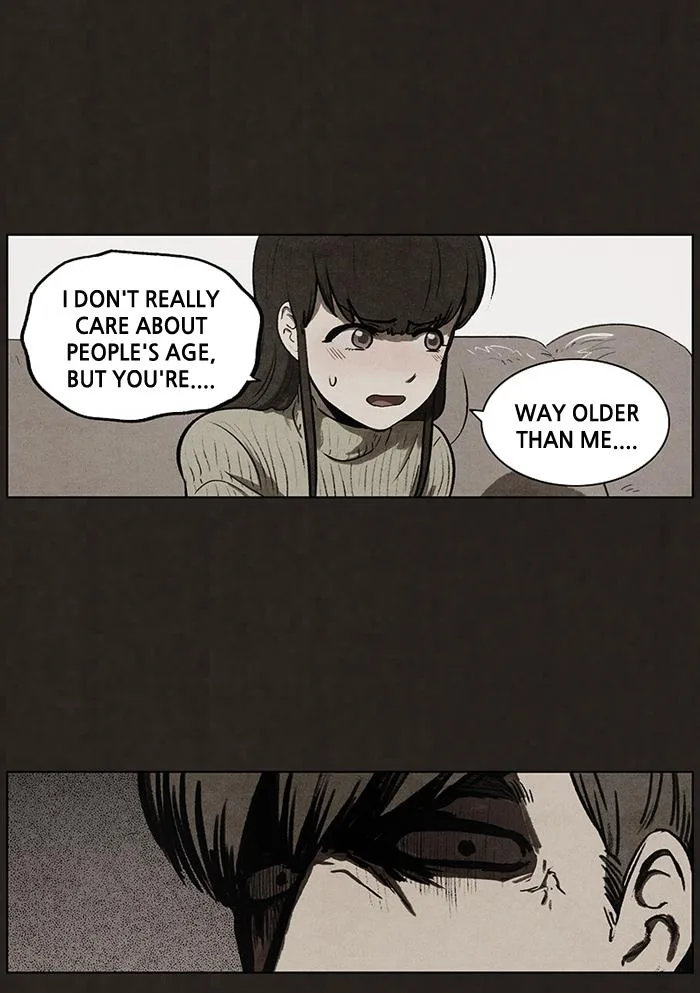 I DON'T REALLY
CARE ABOUT
PEOPLE'S AGE,
BUT YOU'RE....
WAY OLDER
THAN ME....